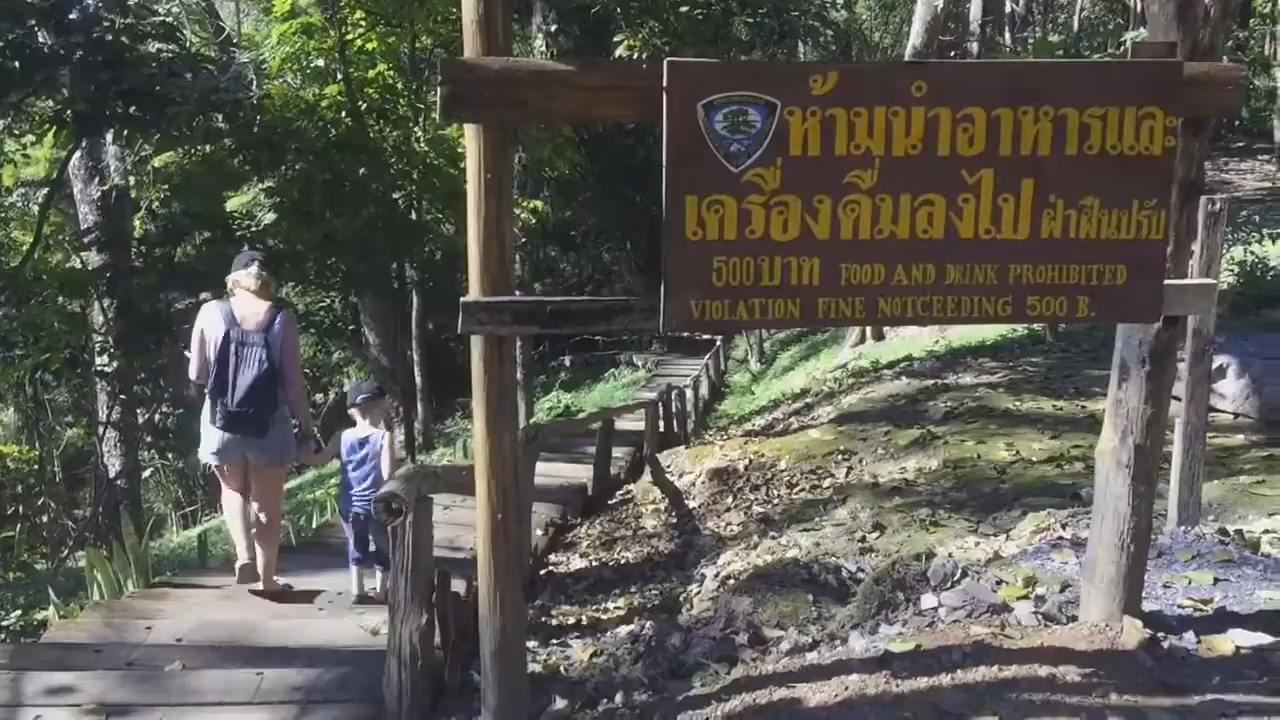 ห้ามนำอาหารและ
เครื่องดื่มลงไป ฝ่าฝืนปรับ
500บาท FOOD AND DRINK PROHIBITED
VIOLATION FINE NOTCEEDING 500 B.